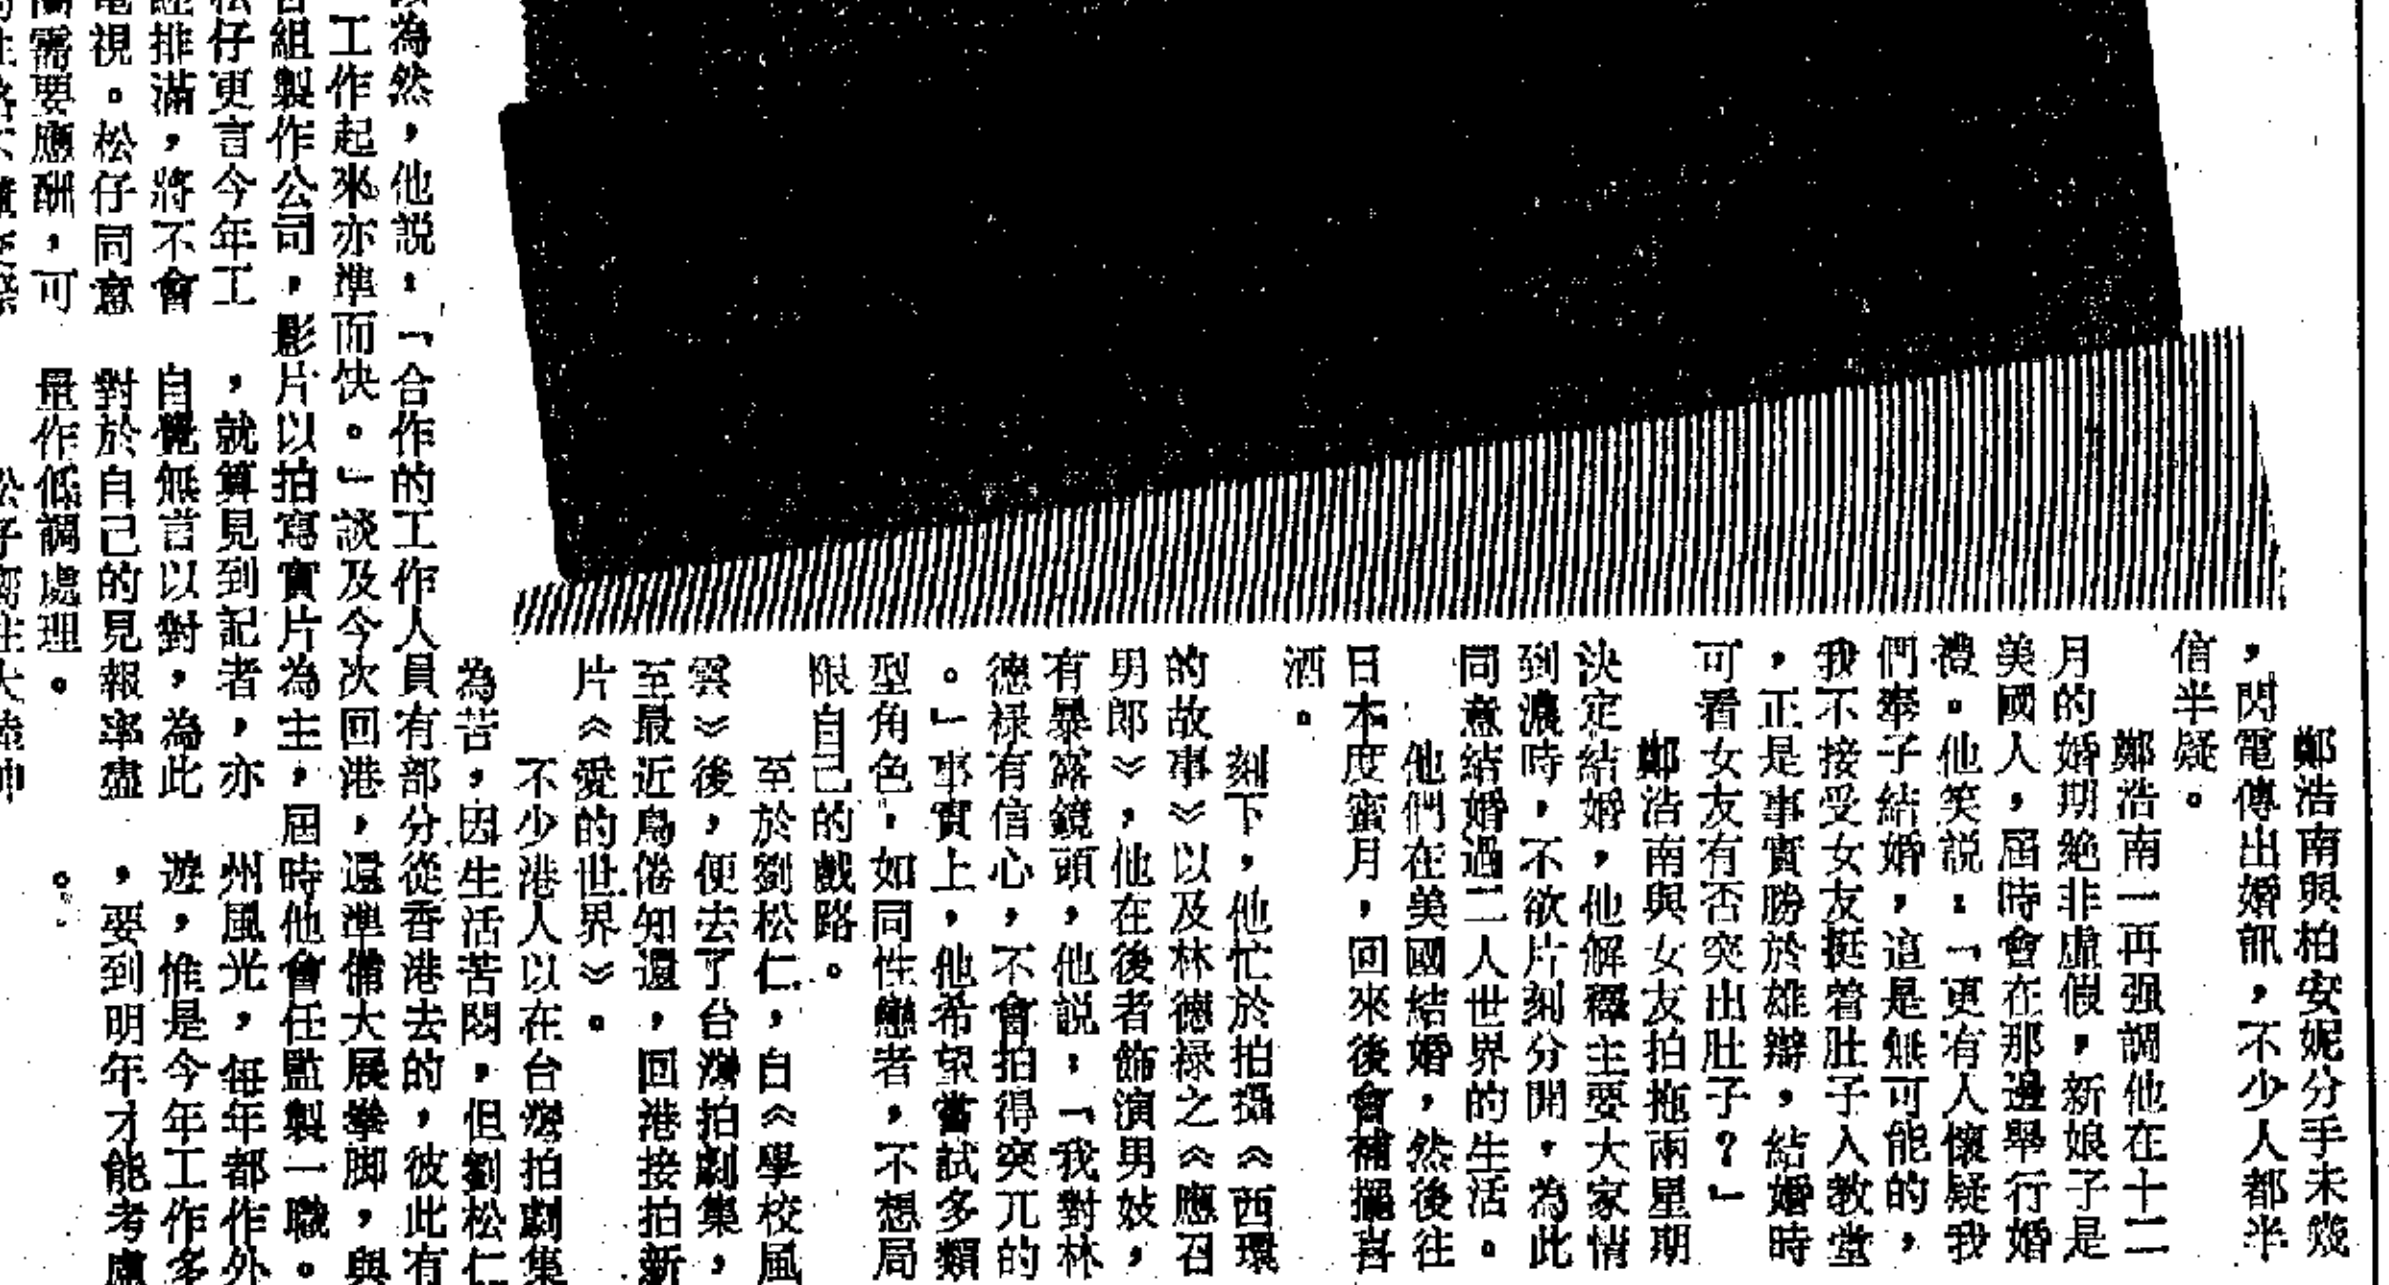 鄭浩南與柏安妮分手未幾
，閃電傳出婚訊，不少人都半
信半疑。
鄭浩南一再强調他在十二
月的婚期絶非虛假，新娘子是
美國人，屆時會在那邊舉行婚
禮。他笑説：「更有人懷疑我
們奉子結婚，這是無可能的，
我不接受女友挺着肚子入教堂
，正是事實勝於雄辯，結婚時
可看女友有否突出肚子？」
鄭浩南與女友拍拖兩星期
決定結婚，他解釋主要大家情
到濃時，不欲片刻分開，為此
同意結婚過二人世界的生活。
他們在美國結婚，然後往
日本度蜜月，回來後會補擺喜
酒。
刻下，他忙於拍攝《西環
的故事》以及林德禄之《應召
男郎》，他在後者飾演男妓，
有暴露鏡頭，他説：「我對林
德禄有信心，不會拍得突兀的
。」事實上，他希望嘗試多類
型角色，如同性戀者，不想局
限自己的戲路。
至於劉松仁，自《學校風
雲》後，便去了台灣拍劇集，
至最近鳥倦知還，回港接拍新
片《愛的世界》。
不少港人以在台灣拍劇集
為苦，因生活苦悶，但劉松仁
為然，他説：「合作的工作人員有部分從香港去的，彼此有
工作起來亦準而快。」談及今次回港，還準備大展拳脚，與
組製作公司，影片以拍寫實片為主，屆時他會任監製一職。
仔更言今年工
排滿，將不會
視。松仔同意
需要應酬，可
，就算見到記者，亦
自覺無言以對，為此
對於自己的見報率盡
量作低調處理。
州風光，每年都作外
遊，惟是今年工作多
，要到明年才能考慮
。